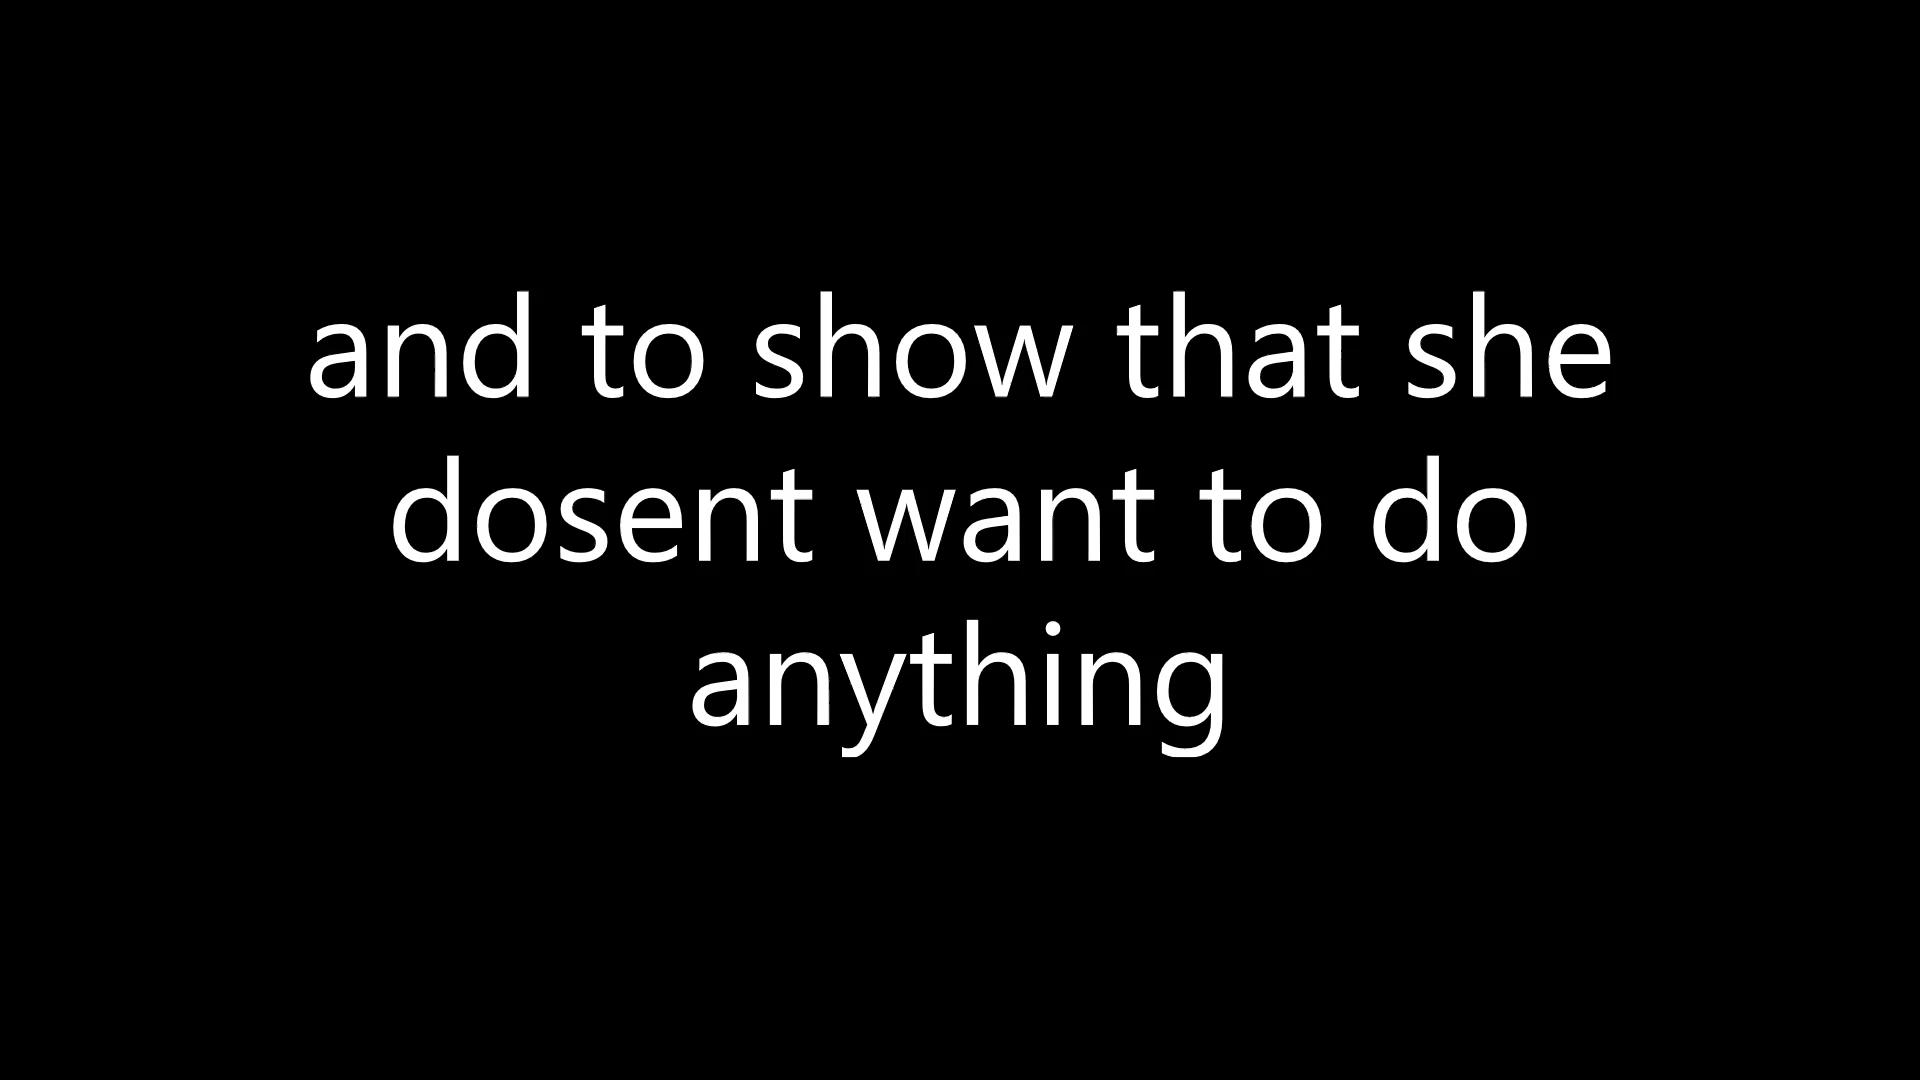 and to show that she
dosent want to do
anything